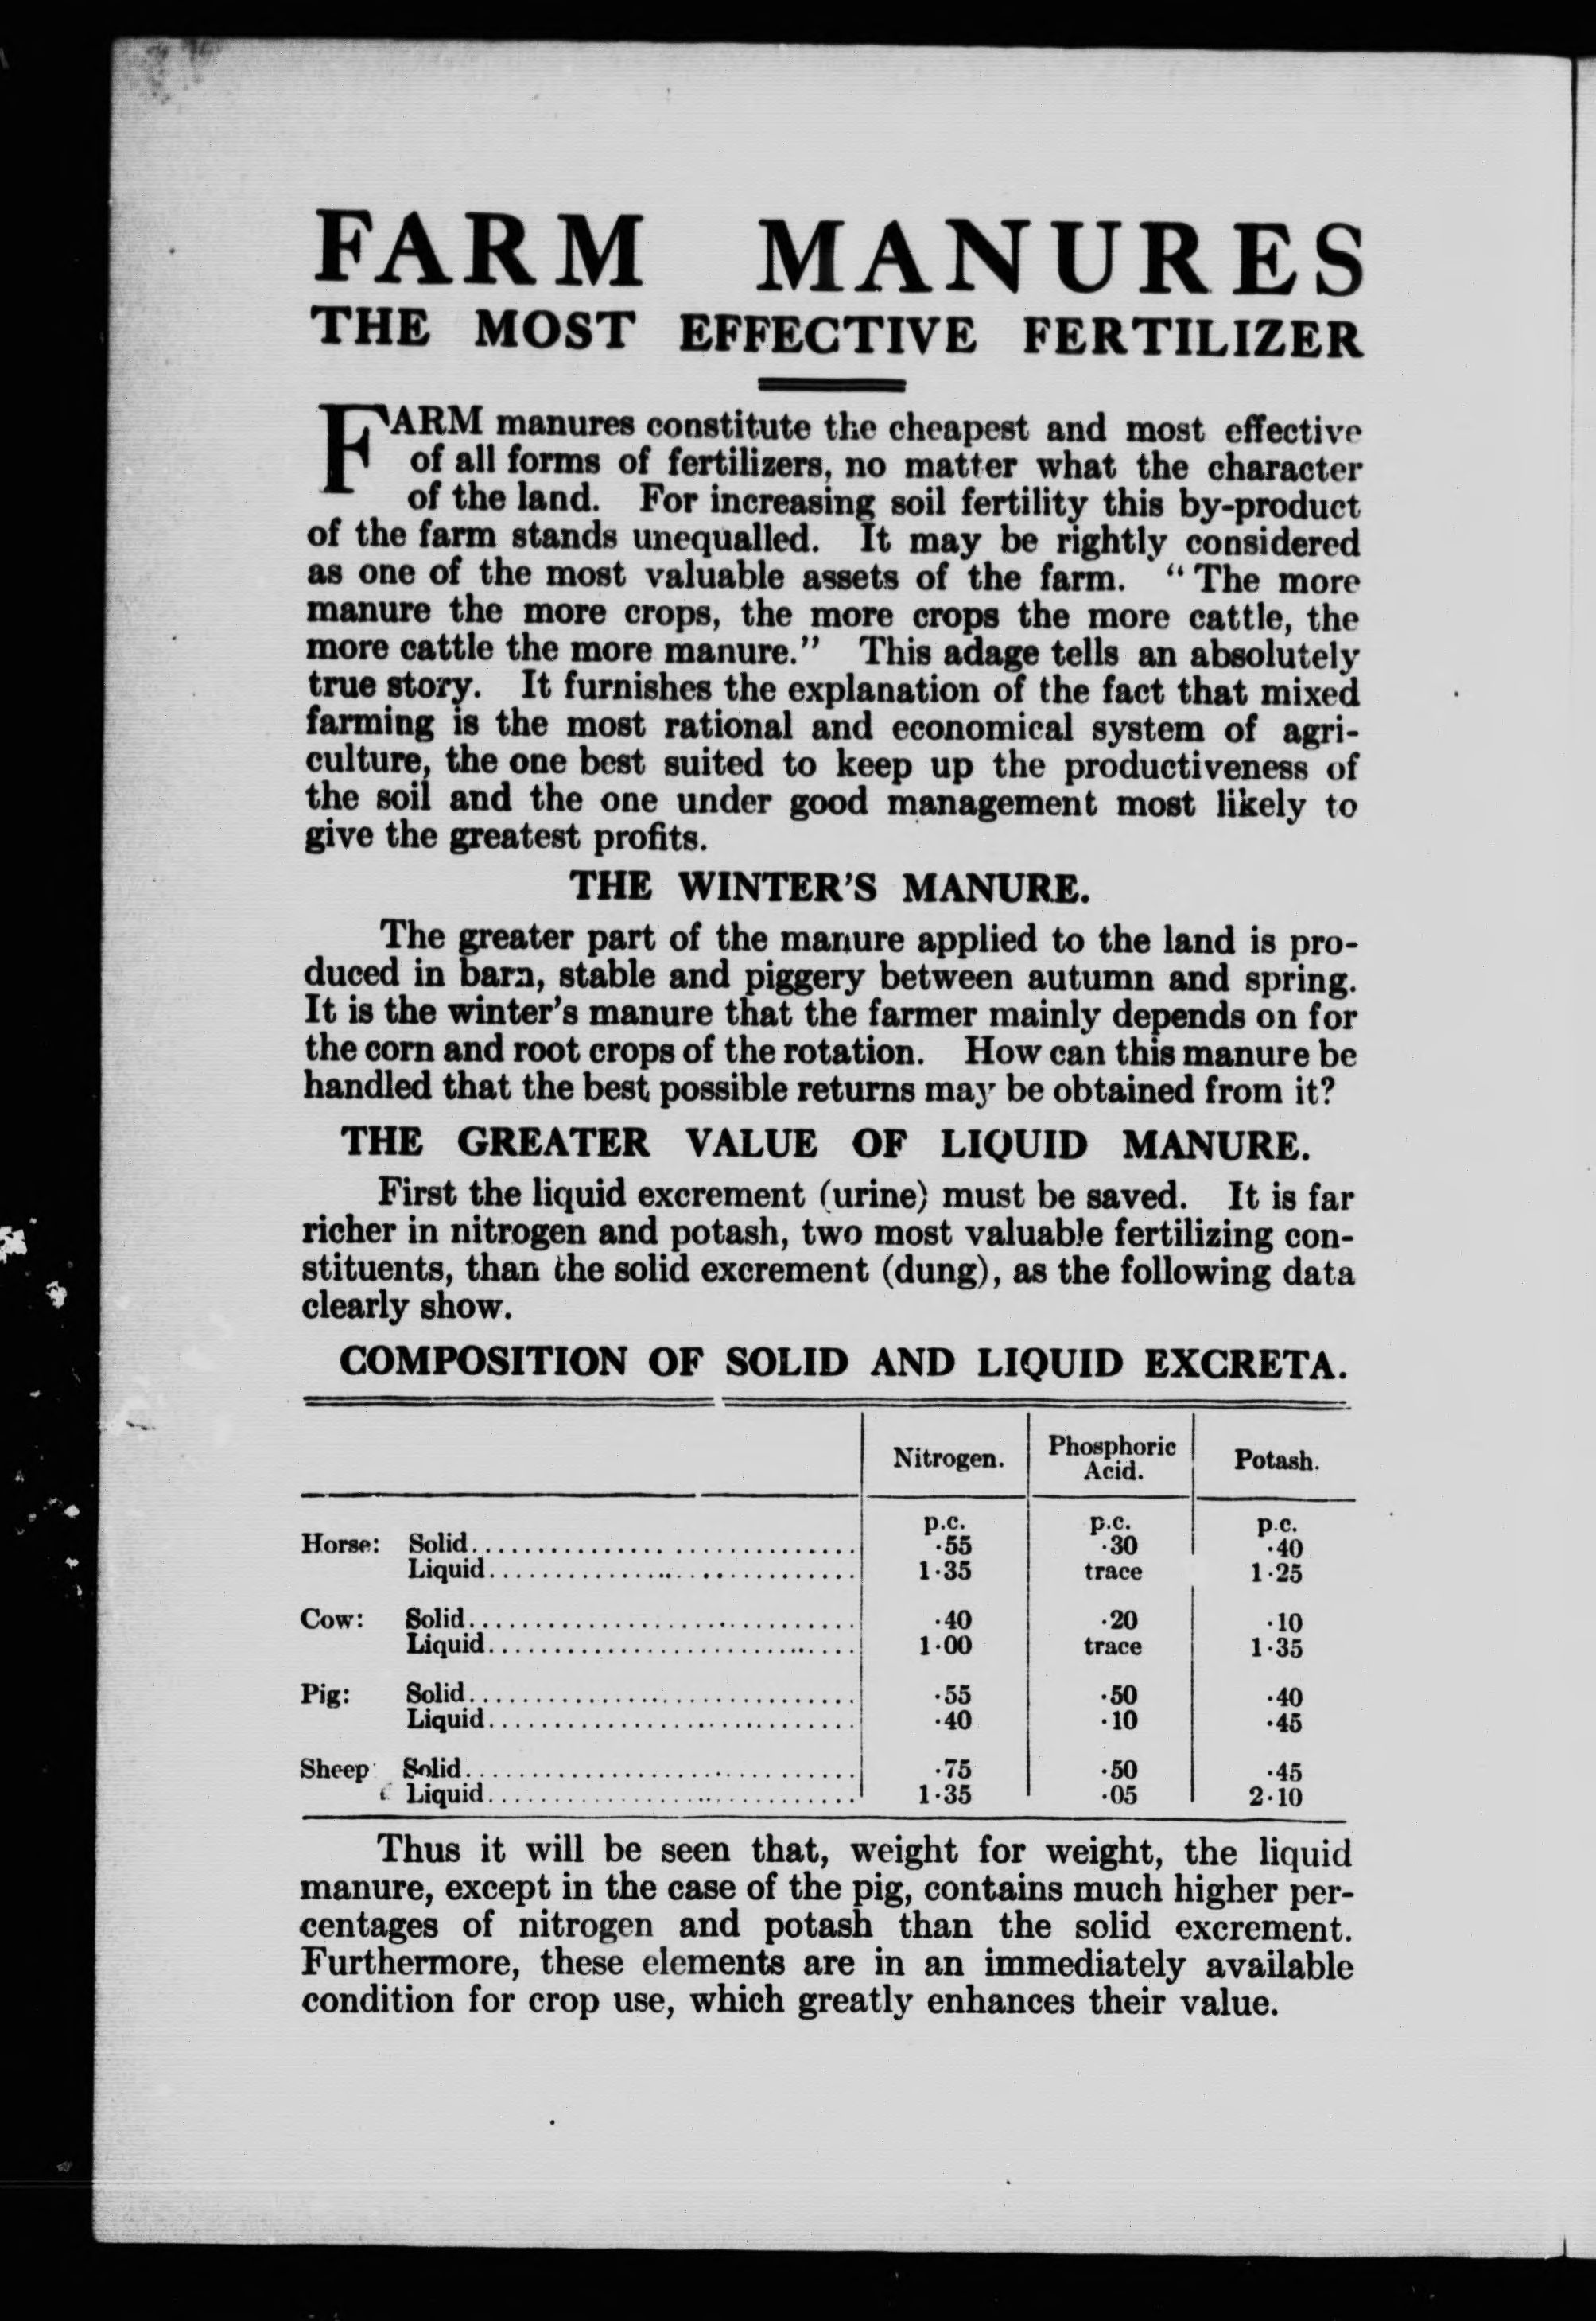 FARM MANURES
THE MOST EFFECTIVE FERTILIZER
FARM manures constitute the cheapest and most effective
of all forms of fertilizers, no matter what the character
of the land. For increasing soil fertility this by-product
of the farm stands unequalled. It may be rightly considered
as one of the most valuable assets of the farm. “The more
manure the more crops, the more crops the more cattle, the
more cattle the more manure.” This adage tells an absolutely
true story. It furnishes the explanation of the fact that mixed
farming is the most rational and economical system of agri-
culture, the one best suited to keep up the productiveness of
the soil and the one under good management most likely to
give the greatest profits.
THE WINTER'S MANURE.
The greater part of the manure applied to the land is pro-
duced in barn, stable and piggery between autumn and spring.
It is the winter's manure that the farmer mainly depends on for
the corn and root crops of the rotation. How can this manure be
handled that the best possible returns may be obtained from it?
THE GREATER VALUE OF LIQUID MANURE.
First the liquid excrement (urine) must be saved. It is far
richer in nitrogen and potash, two most valuable fertilizing con-
stituents, than the solid excrement (dung), as the following data
clearly show.
COMPOSITION OF SOLID AND LIQUID EXCRETA.
Nitrogen. Phosphoric Acid. Potash.
p.c. p.c. p.c.
Horse: Solid ·55 ·30 ·40
Liquid 1·35 trace 1·25
Cow: Solid ·40 ·20 ·10
Liquid 1·00 trace 1·35
Pig: Solid ·55 ·50 ·40
Liquid ·40 ·10 ·45
Sheep Solid ·75 ·50 ·45
Liquid 1·35 ·05 2·10
Thus it will be seen that, weight for weight, the liquid
manure, except in the case of the pig, contains much higher per-
centages of nitrogen and potash than the solid excrement.
Furthermore, these elements are in an immediately available
condition for crop use, which greatly enhances their value.